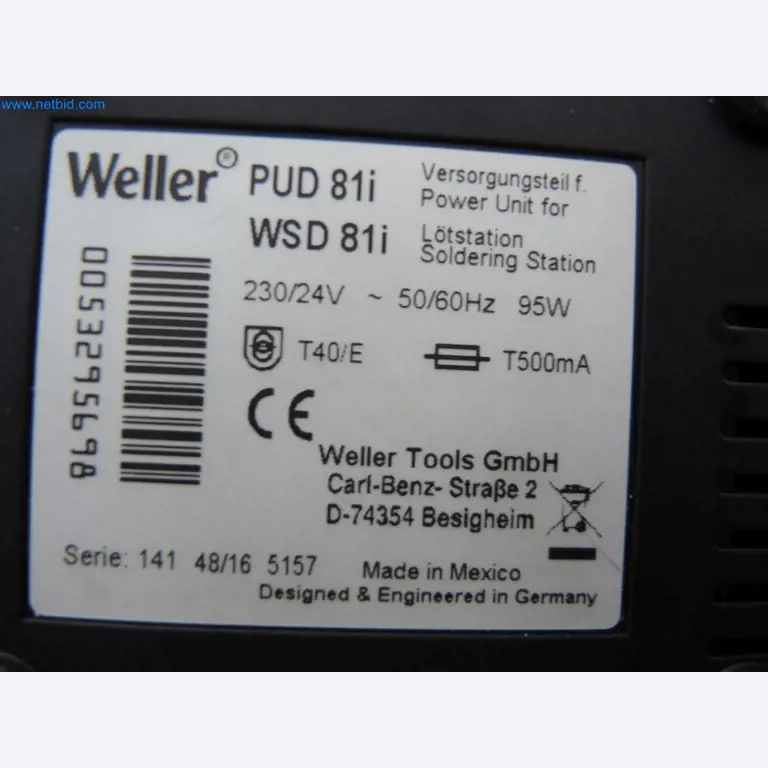 www.netbid.com
Weller® PUD 81i Versorgungsteil f.
Power Unit for
WSD 81i Lötstation
Soldering Station
230/24V ~ 50/60Hz 95W
T40/E T500mA
CE
Weller Tools GmbH
Carl-Benz- Straße 2
D-74354 Besigheim
Serie: 141 48/16 5157 Made in Mexico
Designed & Engineered in Germany